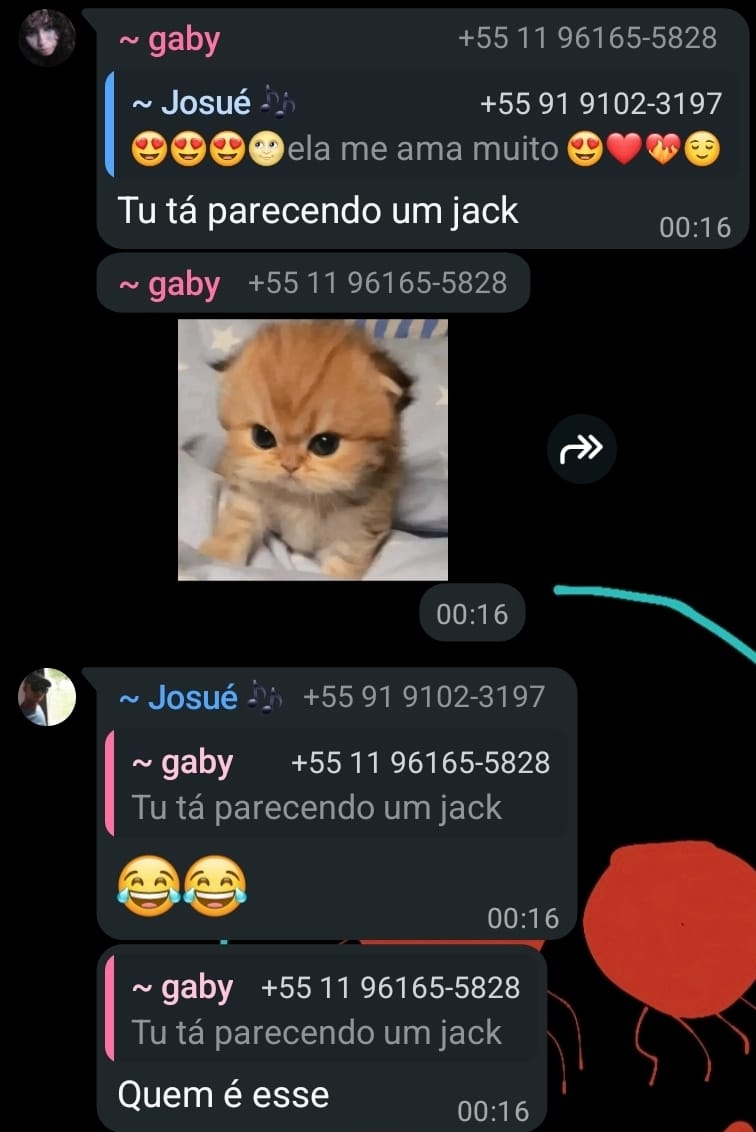 ~ gaby +55 11 96165-5828
~ Josué 🎶 +55 91 9102-3197
😍😍😍🌝ela me ama muito 😍❤️❤️‍🔥😌
Tu tá parecendo um jack
00:16
~ gaby +55 11 96165-5828
00:16
~ Josué 🎶 +55 91 9102-3197
~ gaby +55 11 96165-5828
Tu tá parecendo um jack
😂😂
00:16
~ gaby +55 11 96165-5828
Tu tá parecendo um jack
Quem é esse
00:16